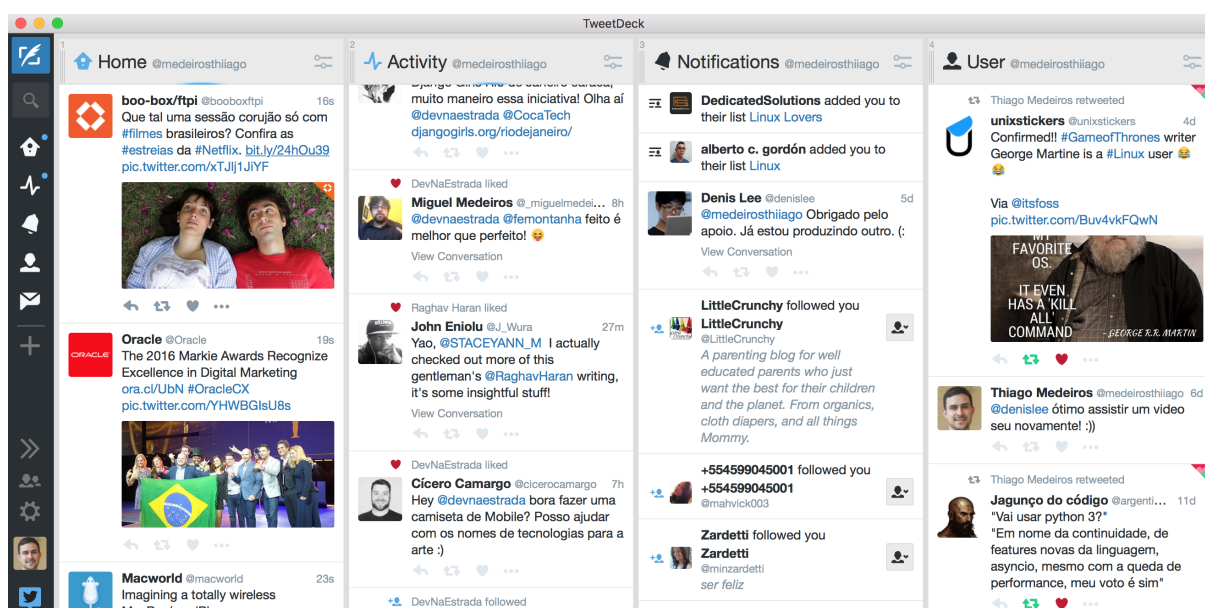 TweetDeck
1
Home @medeirosthiiago
boo-box/ftpi @booboxftpi 16s
Que tal uma sessão corujão só com
#filmes brasileiros? Confira as
#estreias da #Netflix. bit.ly/24hOu39
pic.twitter.com/xTJlj1JiYF
ORACLE
Oracle @Oracle 19s
The 2016 Markie Awards Recognize
Excellence in Digital Marketing
ora.cl/UbN #OracleCX
pic.twitter.com/YHWBGIsU8s
Macworld @macworld 23s
Imagining a totally wireless
2
Activity @medeirosthiiago
muito maneiro essa iniciativa! Olha aí
@devnaestrada @CocaTech
djangogirls.org/riodejaneiro/
DevNaEstrada liked
Miguel Medeiros @_miguelmedei... 8h
@devnaestrada @femontanha feito é
melhor que perfeito! 😝
View Conversation
Raghav Haran liked
John Eniolu @J_Wura 27m
Yao, @STACEYANN_M I actually
checked out more of this
gentleman's @RaghavHaran writing,
it's some insightful stuff!
View Conversation
DevNaEstrada liked
Cícero Camargo @cicerocamargo 7h
Hey @devnaestrada bora fazer uma
camiseta de Mobile? Posso ajudar
com os nomes de tecnologias para a
arte :)
DevNaEstrada followed
3
Notifications @medeirosthiiago
DedicatedSolutions added you to
their list Linux Lovers
alberto c. gordón added you to
their list Linux
Denis Lee @denislee 5d
@medeirosthiiago Obrigado pelo
apoio. Já estou produzindo outro. (:
View Conversation
LittleCrunchy followed you
LittleCrunchy
@LittleCrunchy
A parenting blog for well
educated parents who just
want the best for their children
and the planet. From organics,
cloth diapers, and all things
Mommy.
+554599045001 followed you
+554599045001
@mahvick003
Zardetti followed you
Zardetti
@minzardetti
ser feliz
4
User @medeirosthiiago
Thiago Medeiros retweeted
unixstickers @unixstickers 4d
Confirmed!! #GameofThrones writer
George Martine is a #Linux user 😂
😂
Via @itsfoss
pic.twitter.com/Buv4vkFQwN
MY
FAVORITE
OS.
IT EVEN
HAS A 'KILL
ALL'
COMMAND
- GEORGE R.R. MARTIN
Thiago Medeiros @medeirosthiiago 6d
@denislee ótimo assistir um video
seu novamente! :))
Thiago Medeiros retweeted
Jagunço do código @argenti... 11d
"Vai usar python 3?"
"Em nome da continuidade, de
features novas da linguagem,
asyncio, mesmo com a queda de
performance, meu voto é sim"